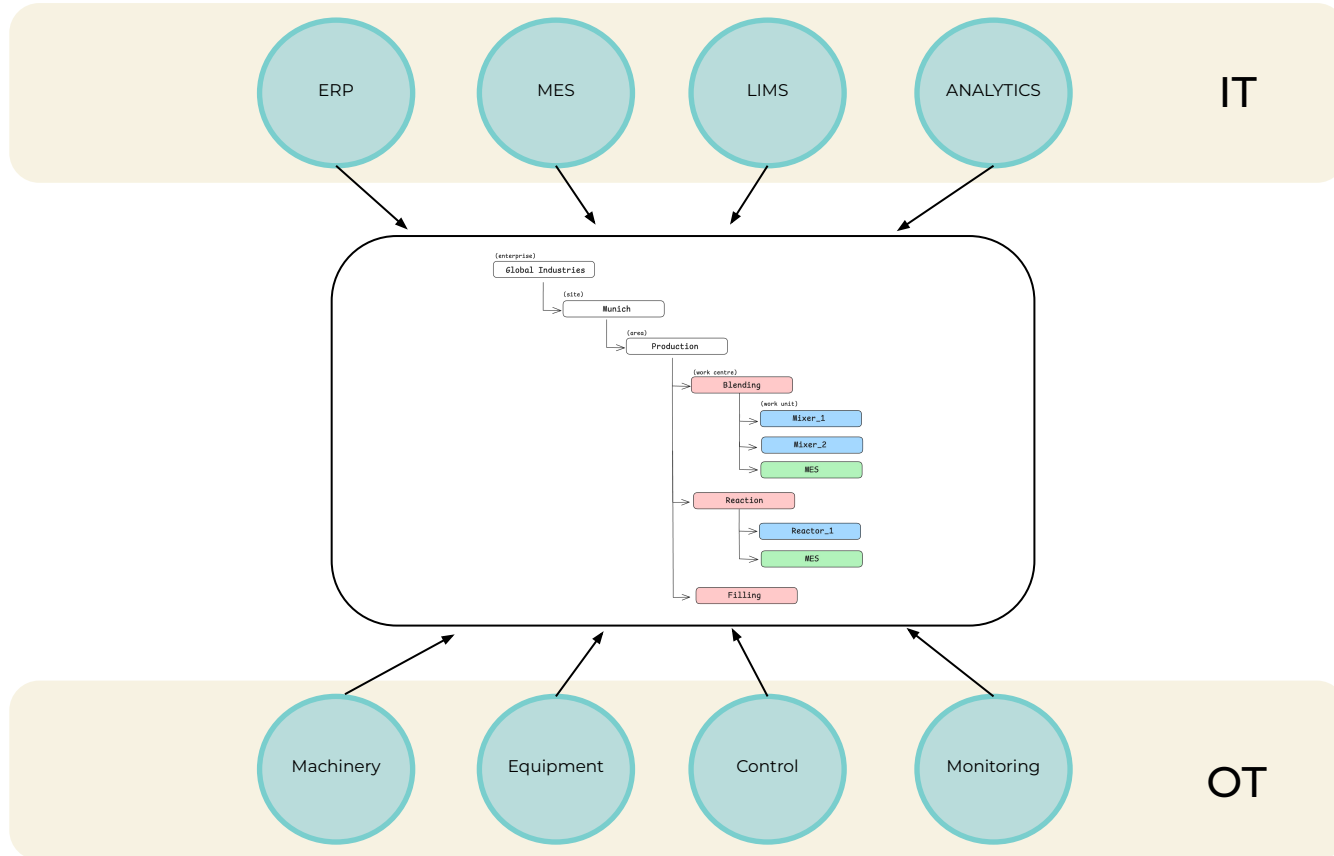 ERP
MES
LIMS
ANALYTICS
IT
(enterprise)
Global Industries
(site)
Munich
(area)
Production
(work centre)
Blending
(work unit)
Mixer_1
Mixer_2
MES
Reaction
Reactor_1
MES
Filling
Machinery
Equipment
Control
Monitoring
OT